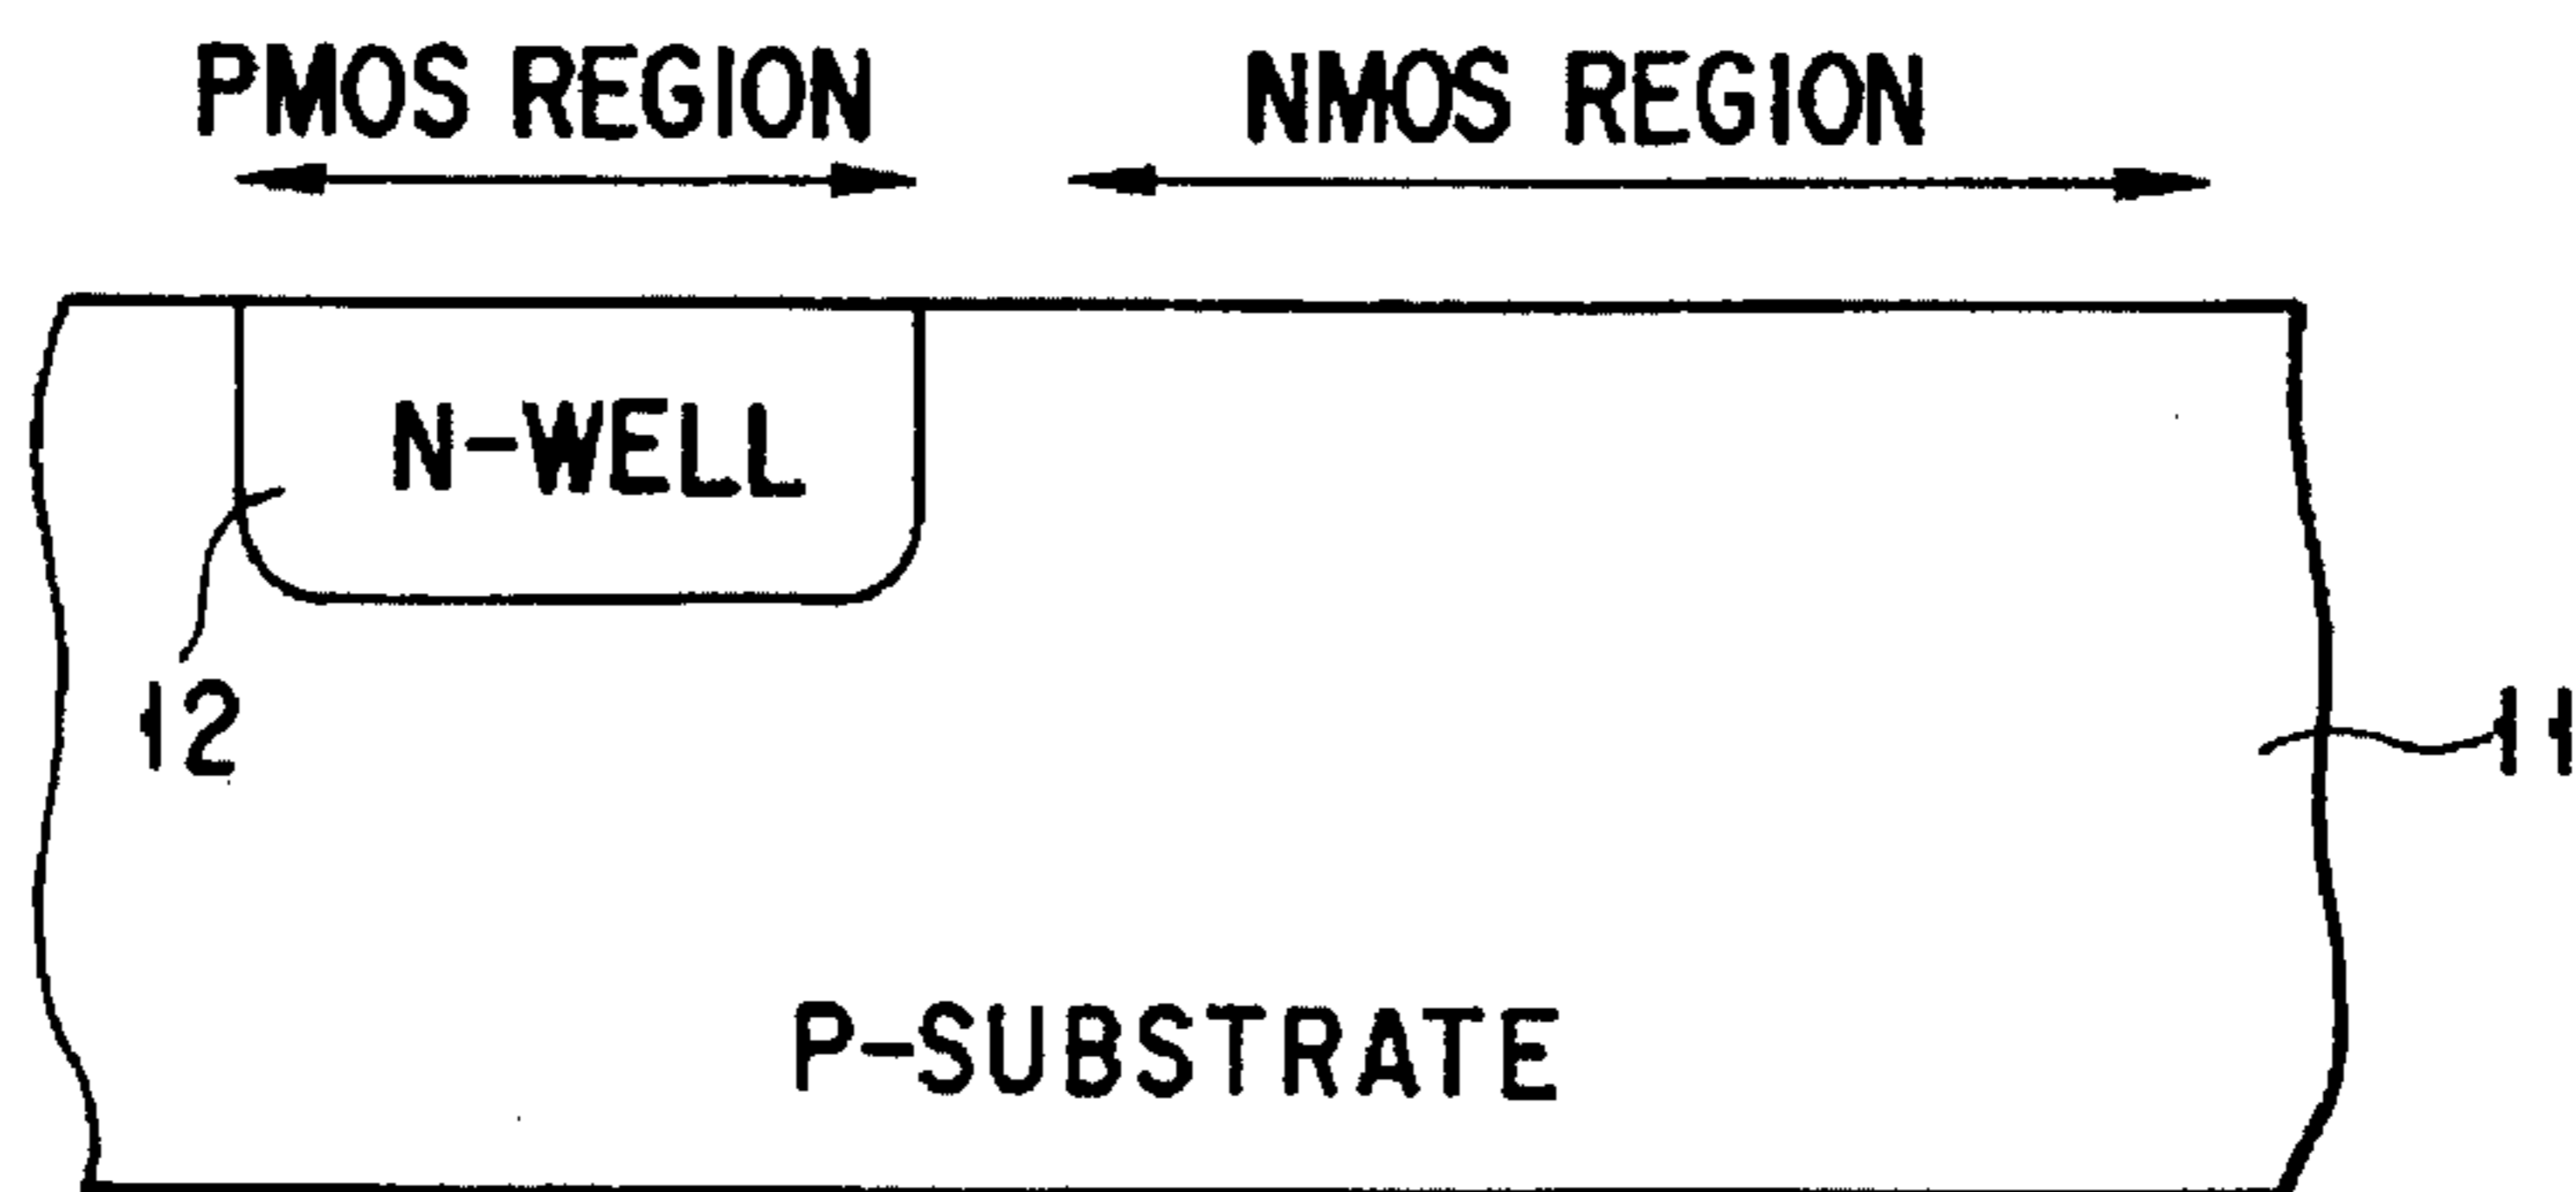 PMOS REGION NMOS REGION
N-WELL
12
11
P-SUBSTRATE